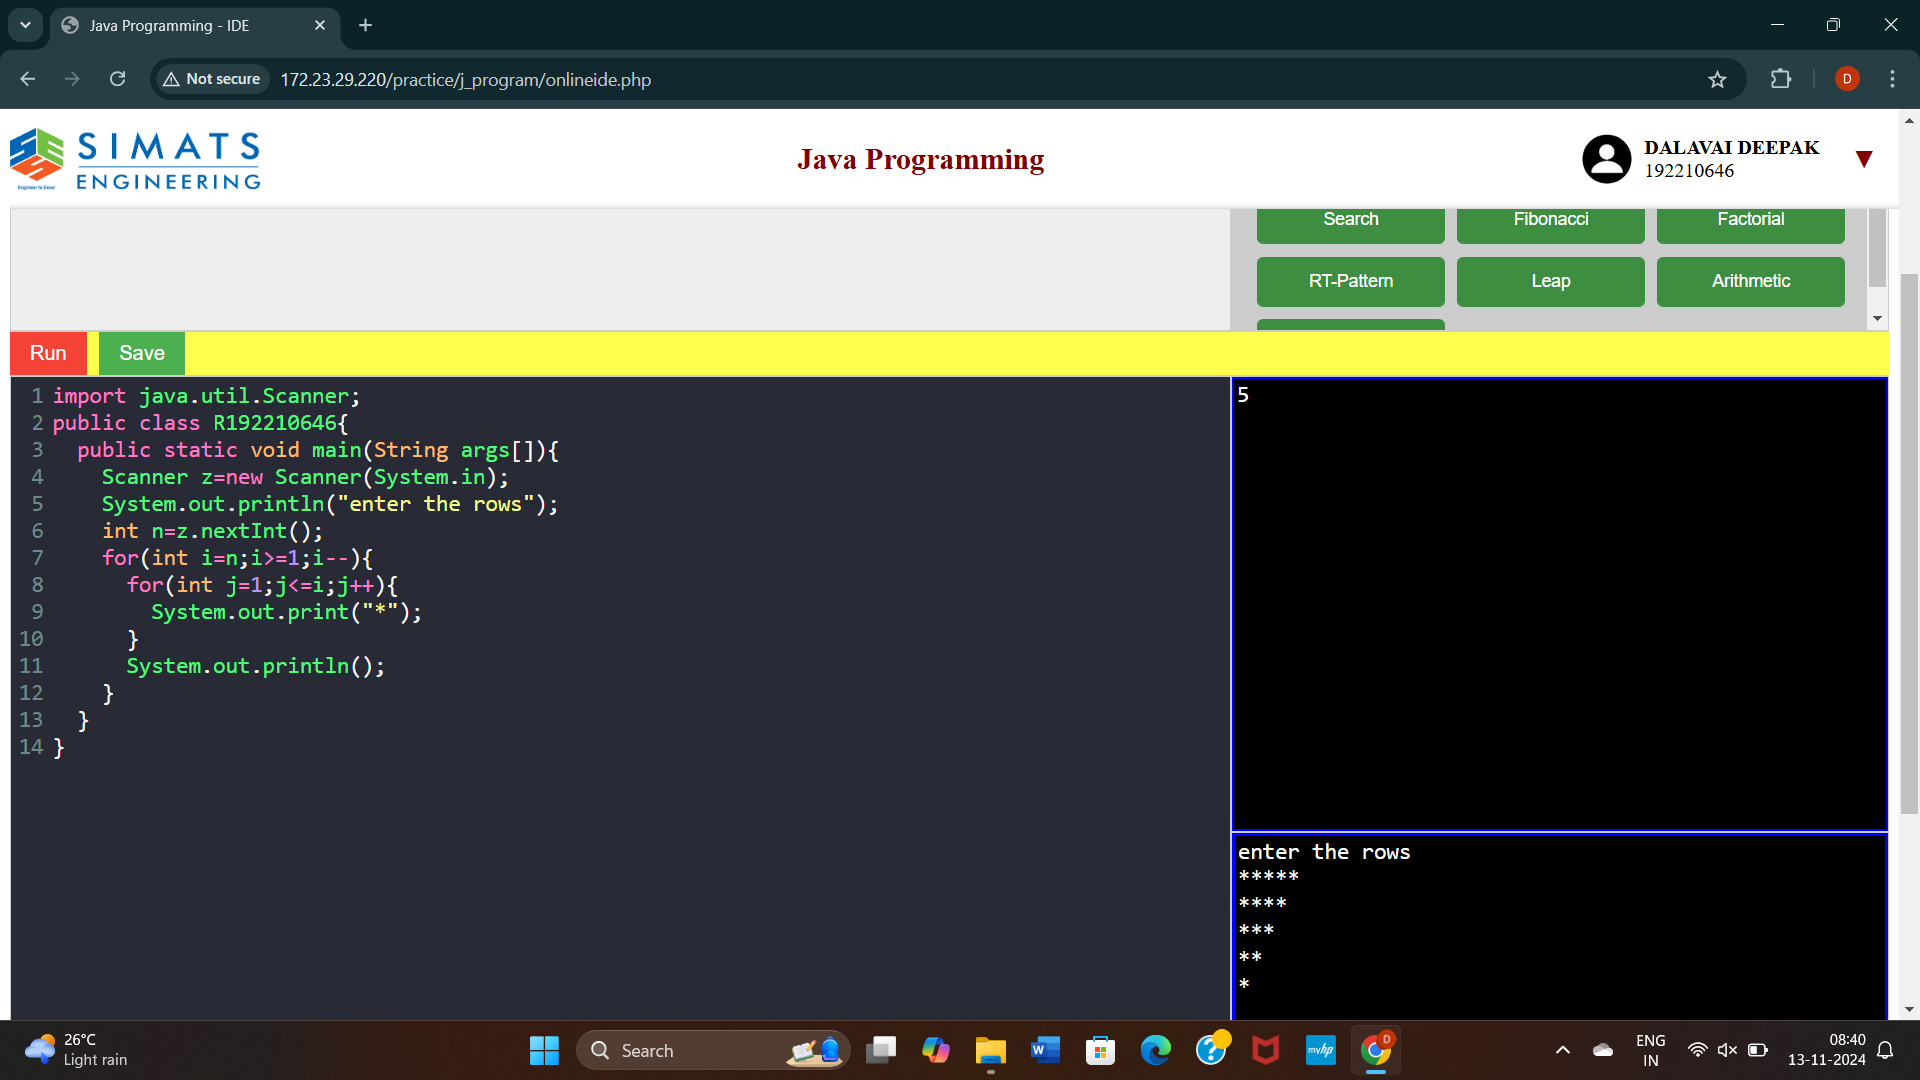 Java Programming - IDE
Not secure
172.23.29.220/practice/j_program/onlineide.php
D
SIMATS
ENGINEERING
Engineer to Excel
Java Programming
DALAVAI DEEPAK
192210646
Search
Fibonacci
Factorial
RT-Pattern
Leap
Arithmetic
Run
Save
1 import java.util.Scanner;
2 public class R192210646{
3   public static void main(String args[]){
4     Scanner z=new Scanner(System.in);
5     System.out.println("enter the rows");
6     int n=z.nextInt();
7     for(int i=n;i>=1;i--){
8       for(int j=1;j<=i;j++){
9         System.out.print("*");
10       }
11       System.out.println();
12     }
13   }
14 }
5
enter the rows
*****
****
***
**
*
26°C
Light rain
Search
W
?
myhp
D
ENG
IN
08:40
13-11-2024